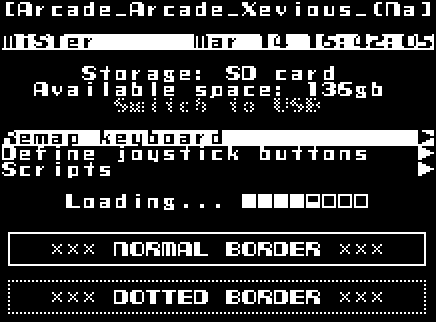 [Arcade_Arcade_Xevious_(Na]
MiSTer Mar 14 15:42:05
Storage: SD card
Available space: 136gb
Switch to USB
Remap keyboard ►
Define joystick buttons ►
Scripts ►
Loading...
××× NORMAL BORDER ×××
××× DOTTED BORDER ×××